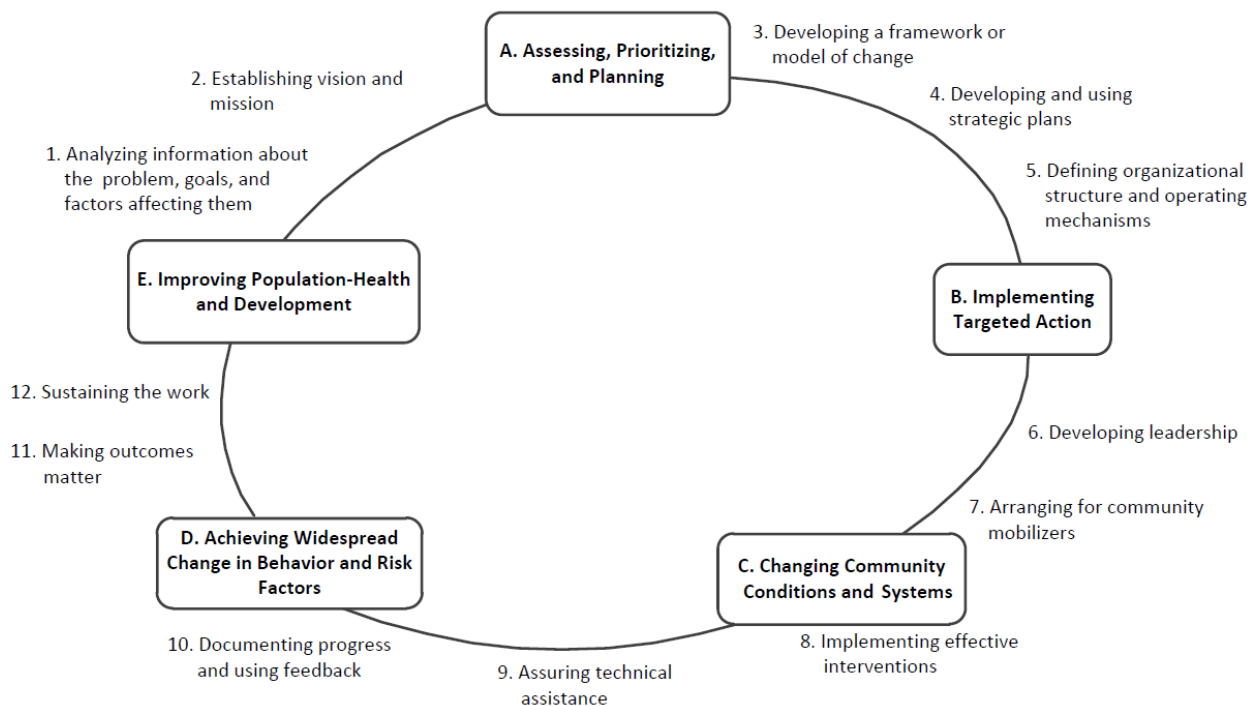 A. Assessing, Prioritizing,
and Planning
3. Developing a framework or
model of change
2. Establishing vision and
mission
4. Developing and using
strategic plans
1. Analyzing information about
the problem, goals, and
factors affecting them
5. Defining organizational
structure and operating
mechanisms
E. Improving Population-Health
and Development
B. Implementing
Targeted Action
12. Sustaining the work
6. Developing leadership
11. Making outcomes
matter
7. Arranging for community
mobilizers
D. Achieving Widespread
Change in Behavior and Risk
Factors
C. Changing Community
Conditions and Systems
10. Documenting progress
and using feedback
8. Implementing effective
interventions
9. Assuring technical
assistance